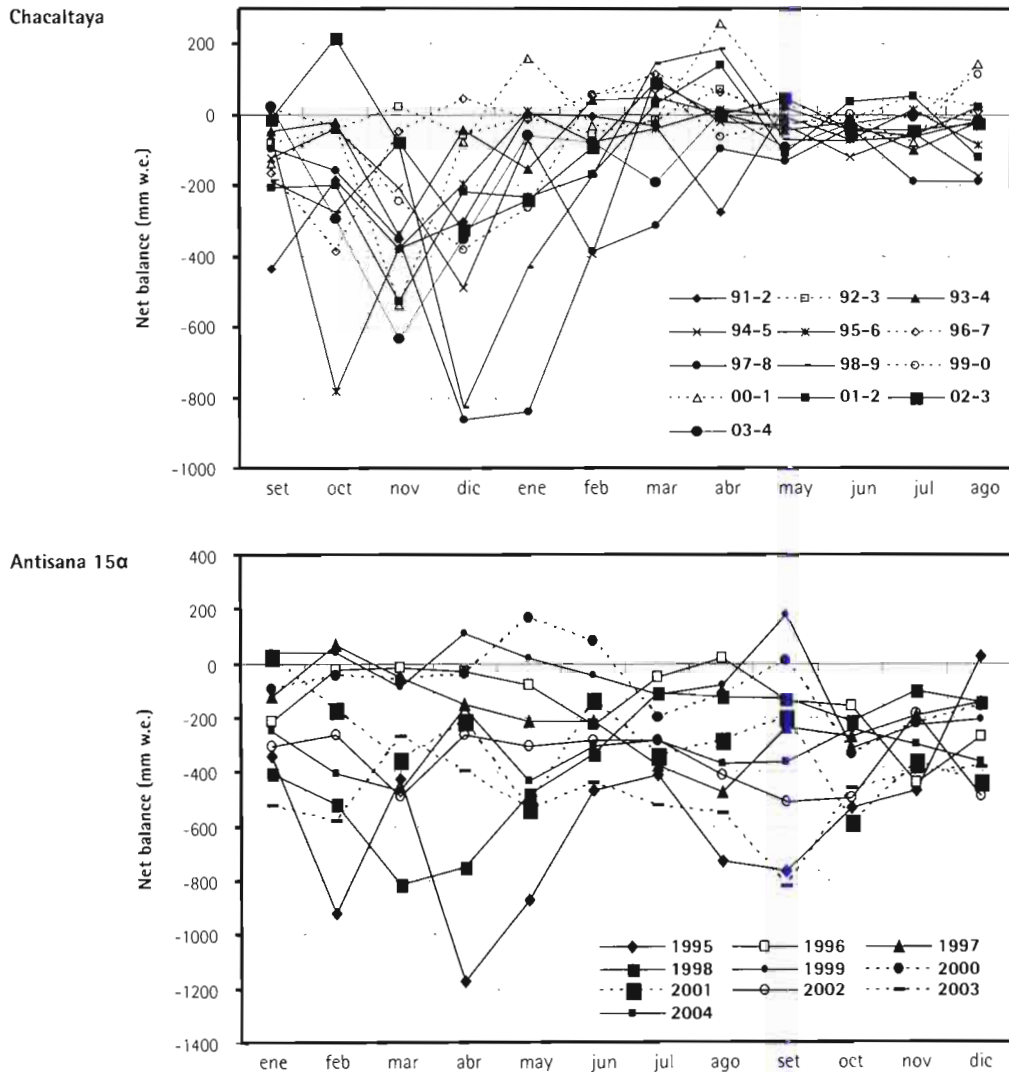 Chacaltaya
200
0
-200
-400
-600
-800
-1000
Net balance (mm w.e.)
91-2 92-3 93-4
94-5 95-6 96-7
97-8 98-9 99-0
00-1 01-2 02-3
03-4
set oct nov dic ene feb mar abr may jun jul ago
Antisana 15α
400
200
0
-200
-400
-600
-800
-1000
-1200
-1400
Net balance (mm w.e.)
1995 1996 1997
1998 1999 2000
2001 2002 2003
2004
ene feb mar abr may jun jul ago set oct nov dic